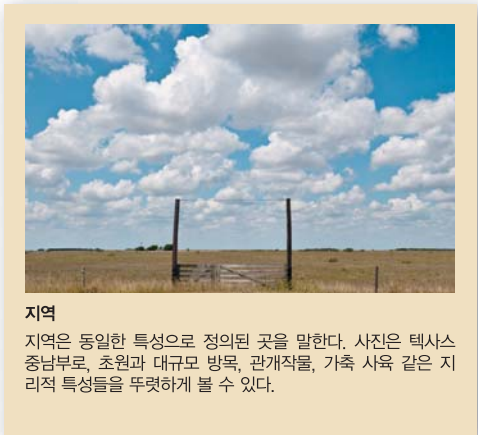 지역
지역은 동일한 특성으로 정의된 곳을 말한다. 사진은 텍사스
중남부로, 초원과 대규모 방목, 관개작물, 가축 사육 같은 지
리적 특성들을 뚜렷하게 볼 수 있다.